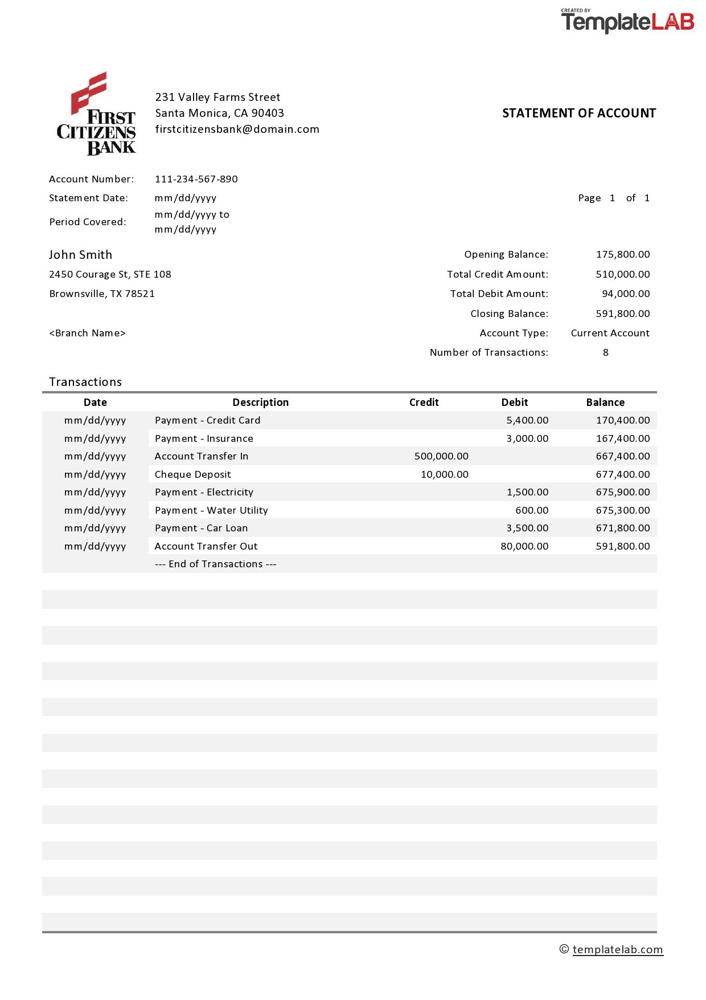 CREATED BY
TemplateLAB
FIRST
CITIZENS
BANK
231 Valley Farms Street
Santa Monica, CA 90403
firstcitizensbank@domain.com
STATEMENT OF ACCOUNT
Account Number: 111-234-567-890
Statement Date: mm/dd/yyyy Page 1 of 1
Period Covered: mm/dd/yyyy to
mm/dd/yyyy
John Smith Opening Balance: 175,800.00
2450 Courage St, STE 108 Total Credit Amount: 510,000.00
Brownsville, TX 78521 Total Debit Amount: 94,000.00
Closing Balance: 591,800.00
<Branch Name> Account Type: Current Account
Number of Transactions: 8
Transactions
Date Description Credit Debit Balance
mm/dd/yyyy Payment - Credit Card 5,400.00 170,400.00
mm/dd/yyyy Payment - Insurance 3,000.00 167,400.00
mm/dd/yyyy Account Transfer In 500,000.00 667,400.00
mm/dd/yyyy Cheque Deposit 10,000.00 677,400.00
mm/dd/yyyy Payment - Electricity 1,500.00 675,900.00
mm/dd/yyyy Payment - Water Utility 600.00 675,300.00
mm/dd/yyyy Payment - Car Loan 3,500.00 671,800.00
mm/dd/yyyy Account Transfer Out 80,000.00 591,800.00
--- End of Transactions ---
© templatelab.com